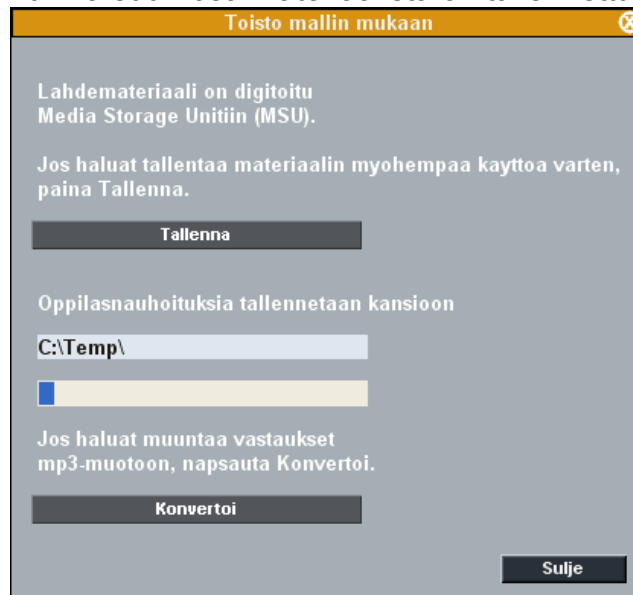 Toisto mallin mukaan
Lahdemateriaali on digitoitu
Media Storage Unitiin (MSU).
Jos haluat tallentaa materiaalin myohempaa kayttoa varten,
paina Tallenna.
Tallenna
Oppilasnauhoituksia tallennetaan kansioon
C:\Temp\
Jos haluat muuntaa vastaukset
mp3-muotoon, napsauta Konvertoi.
Konvertoi
Sulje